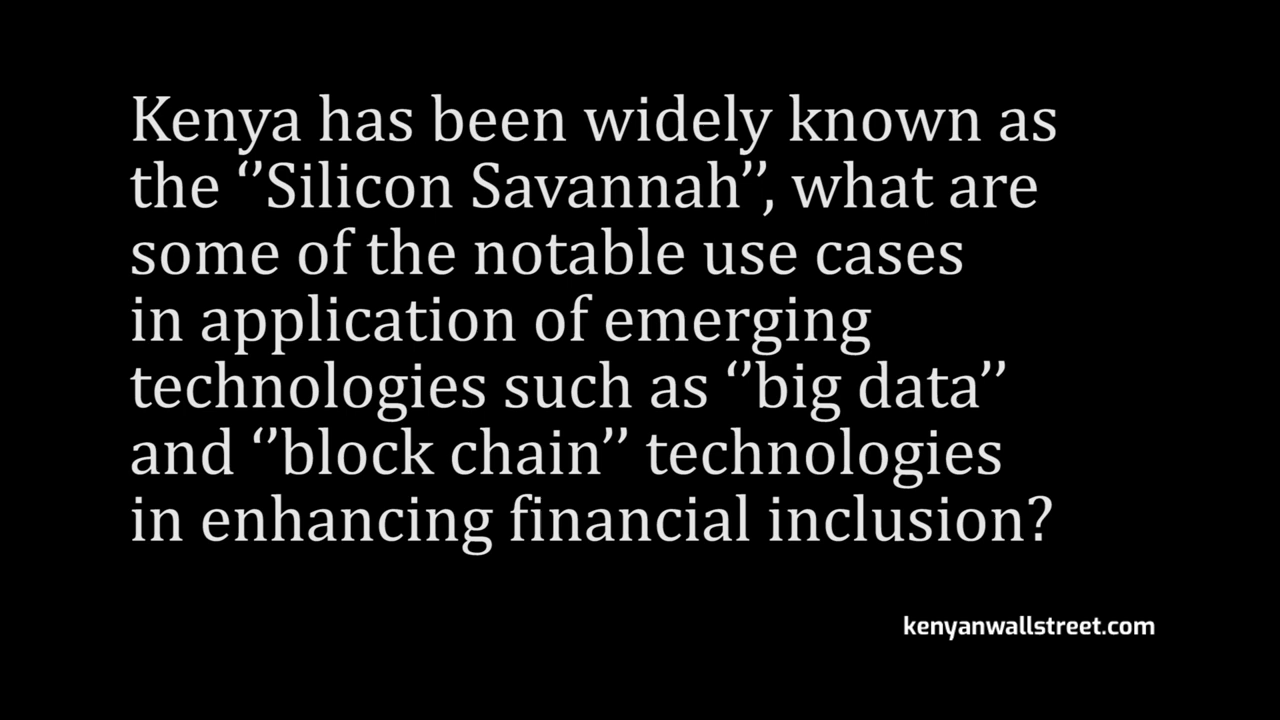 Kenya has been widely known as
the ‘’Silicon Savannah’’, what are
some of the notable use cases
in application of emerging
technologies such as ‘’big data’’
and ‘’block chain’’ technologies
in enhancing financial inclusion?
kenyanwallstreet.com